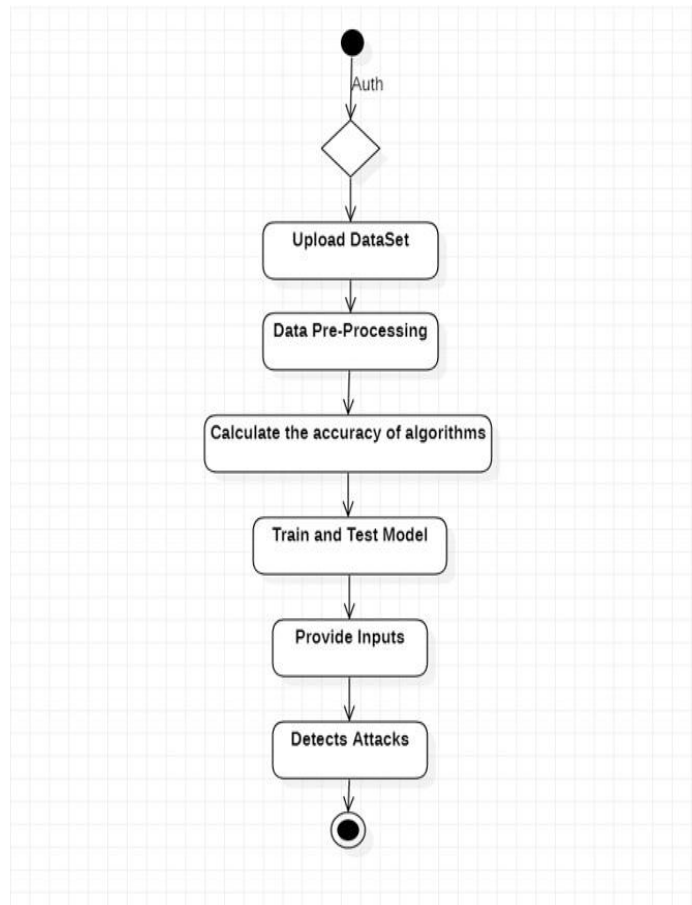 Auth
Upload DataSet
Data Pre-Processing
Calculate the accuracy of algorithms
Train and Test Model
Provide Inputs
Detects Attacks